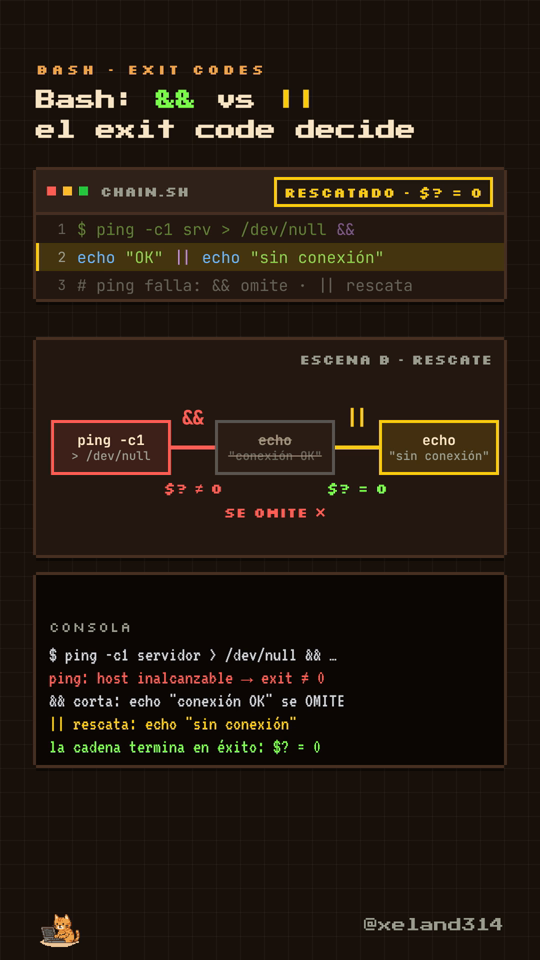 BASH · EXIT CODES
Bash: && vs ||
el exit code decide
CHAIN.SH
RESCATADO · $? = 0
1 $ ping -c1 srv > /dev/null &&
2 echo "OK" || echo "sin conexión"
3 # ping falla: && omite · || rescata
ESCENA B · RESCATE
&& ||
ping -c1 echo echo
> /dev/null "conexión OK" "sin conexión"
$? ≠ 0 $? = 0
SE OMITE ×
CONSOLA
$ ping -c1 servidor > /dev/null && …
ping: host inalcanzable → exit ≠ 0
&& corta: echo "conexión OK" se OMITE
|| rescata: echo "sin conexión"
la cadena termina en éxito: $? = 0
@xeland314